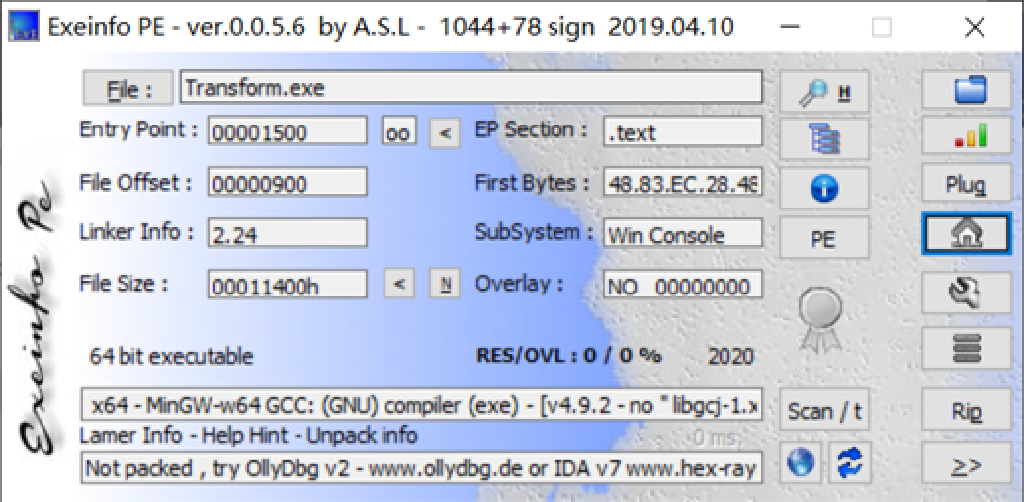 Exeinfo PE - ver.0.0.5.6 by A.S.L - 1044+78 sign 2019.04.10
File : Transform.exe H
Entry Point : 00001500 oo < EP Section : .text
File Offset : 00000900 First Bytes : 48.83.EC.28.48 Plug
Linker Info : 2.24 SubSystem : Win Console PE
File Size : 00011400h < N Overlay : NO 00000000
64 bit executable RES/OVL : 0 / 0 % 2020
x64 - MinGW-w64 GCC: (GNU) compiler (exe) - [v4.9.2 - no " libgcj-1.x Scan / t Rip
Lamer Info - Help Hint - Unpack info 0 ms.
Not packed , try OllyDbg v2 - www.ollydbg.de or IDA v7 www.hex-ray >>
Exeinfo Pe